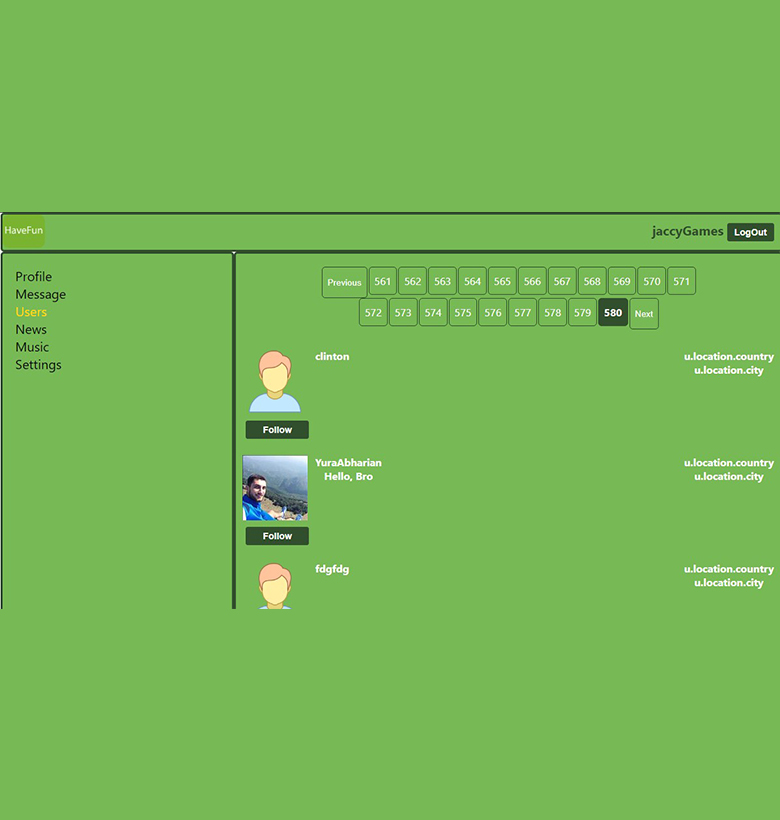 HaveFun
jaccyGames LogOut
Profile
Message
Users
News
Music
Settings
Previous 561 562 563 564 565 566 567 568 569 570 571
572 573 574 575 576 577 578 579 580 Next
clinton
u.location.country
u.location.city
Follow
YuraAbharian
Hello, Bro
u.location.country
u.location.city
Follow
fdgfdg
u.location.country
u.location.city